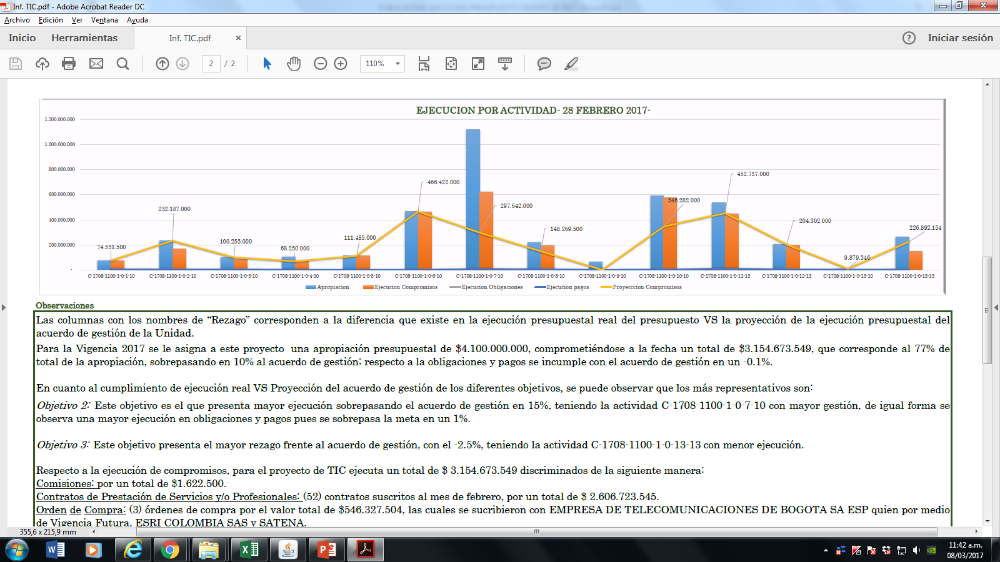 Inf. TIC.pdf - Adobe Acrobat Reader DC
Archivo Edición Ver Ventana Ayuda
Inicio Herramientas Inf. TIC.pdf × Iniciar sesión
2 / 2 110%
EJECUCION POR ACTIVIDAD- 28 FEBRERO 2017-
1.200.000.000
1.000.000.000
800.000.000
600.000.000
400.000.000
200.000.000
-
74.531.500
232.187.000
100.253.000
68.250.000
111.485.000
466.422.000
297.642.000
148.269.500
346.282.000
452.737.000
204.302.000
9.879.346
226.892.154
C-1708-1100-1-0-1-10 C-1708-1100-1-0-2-10 C-1708-1100-1-0-3-10 C-1708-1100-1-0-4-10 C-1708-1100-1-0-5-10 C-1708-1100-1-0-6-10 C-1708-1100-1-0-7-10 C-1708-1100-1-0-8-10 C-1708-1100-1-0-9-10 C-1708-1100-1-0-10-10 C-1708-1100-1-0-11-13 C-1708-1100-1-0-12-13 C-1708-1100-1-0-13-10 C-1708-1100-1-0-13-13
Apropiacion Ejecucion Compromisos Ejecucion Obligaciones Ejecucion pagos Proyecccion Compromisos
Observaciones
Las columnas con los nombres de “Rezago” corresponden a la diferencia que existe en la ejecución presupuestal real del presupuesto VS la proyección de la ejecución presupuestal del
acuerdo de gestión de la Unidad.
Para la Vigencia 2017 se le asigna a este proyecto una apropiación presupuestal de $4.100.000.000, comprometiéndose a la fecha un total de $3.154.673.549, que corresponde al 77% de
total de la apropiación, sobrepasando en 10% al acuerdo de gestión; respecto a la obligaciones y pagos se incumple con el acuerdo de gestión en un -0.1%.
En cuanto al cumplimiento de ejecución real VS Proyección del acuerdo de gestión de los diferentes objetivos, se puede observar que los más representativos son:
Objetivo 2: Este objetivo es el que presenta mayor ejecución sobrepasando el acuerdo de gestión en 15%, teniendo la actividad C-1708-1100-1-0-7-10 con mayor gestión, de igual forma se
observa una mayor ejecución en obligaciones y pagos pues se sobrepasa la meta en un 1%.
Objetivo 3: Este objetivo presenta el mayor rezago frente al acuerdo de gestión, con el -2.5%, teniendo la actividad C-1708-1100-1-0-13-13 con menor ejecución.
Respecto a la ejecución de compromisos, para el proyecto de TIC ejecuta un total de $ 3.154.673.549 discriminados de la siguiente manera:
Comisiones: por un total de $1.622.500.
Contratos de Prestación de Servicios y/o Profesionales: (52) contratos suscritos al mes de febrero, por un total de $ 2.606.723.545.
Orden de Compra: (3) órdenes de compra por el valor total de $546.327.504, las cuales se sucribieron con EMPRESA DE TELECOMUNICACIONES DE BOGOTA SA ESP quien por medio
de Vigencia Futura, ESRI COLOMBIA SAS y SATENA.
355,6 x 215,9 mm
11:42 a.m.
08/03/2017